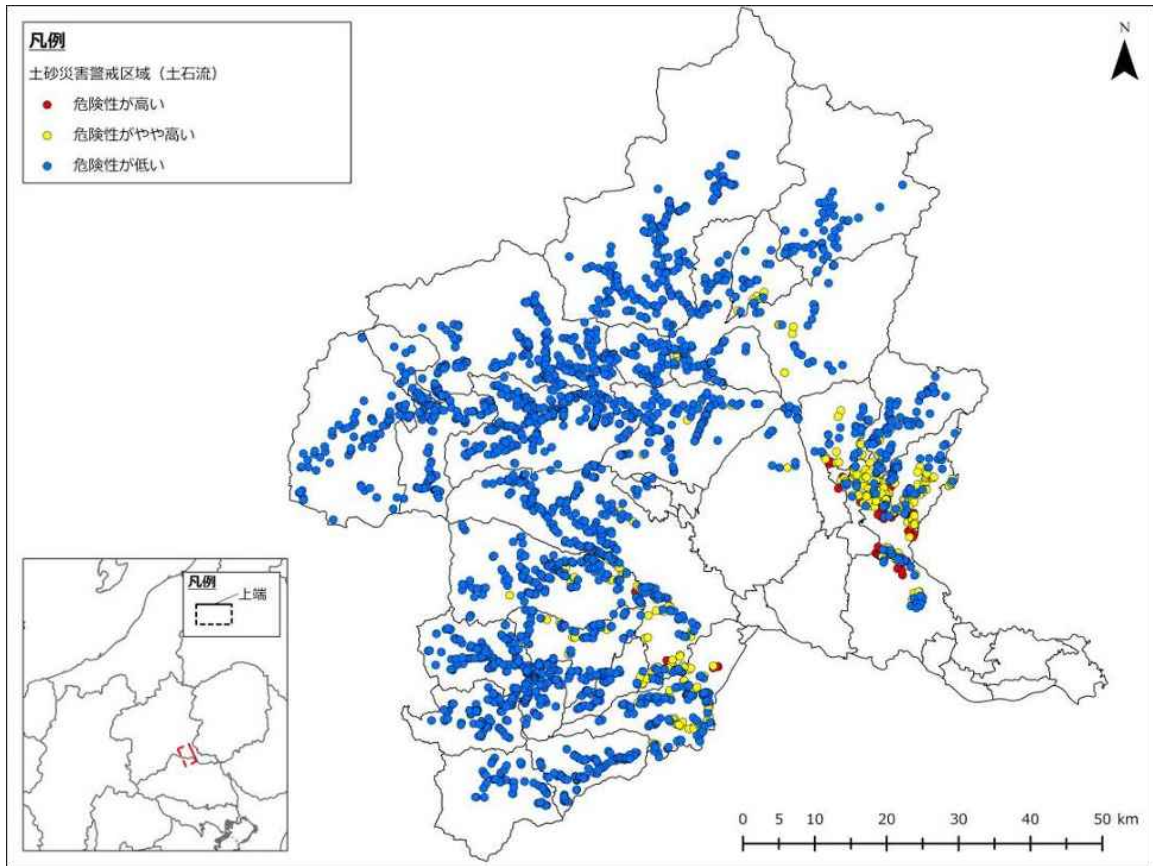 凡例
土砂災害警戒区域（土石流）
危険性が高い
危険性がやや高い
危険性が低い
N
凡例
上端
0 5 10 20 30 40 50 km